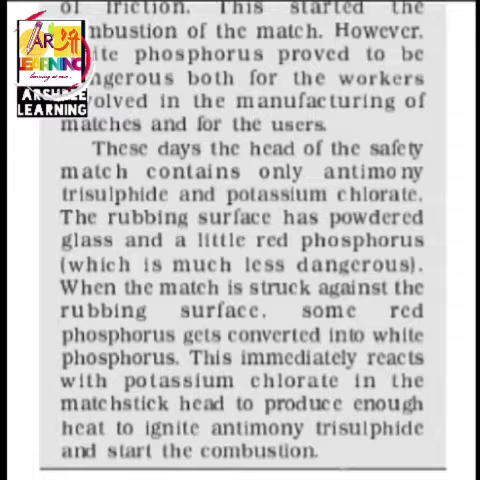 of friction. This started the
combustion of the match. However,
white phosphorus proved to be
dangerous both for the workers
involved in the manufacturing of
matches and for the users.
These days the head of the safety
match contains only antimony
trisulphide and potassium chlorate.
The rubbing surface has powdered
glass and a little red phosphorus
(which is much less dangerous).
When the match is struck against the
rubbing surface, some red
phosphorus gets converted into white
phosphorus. This immediately reacts
with potassium chlorate in the
matchstick head to produce enough
heat to ignite antimony trisulphide
and start the combustion.
AR
LEARNING
ARSHLEE
LEARNING